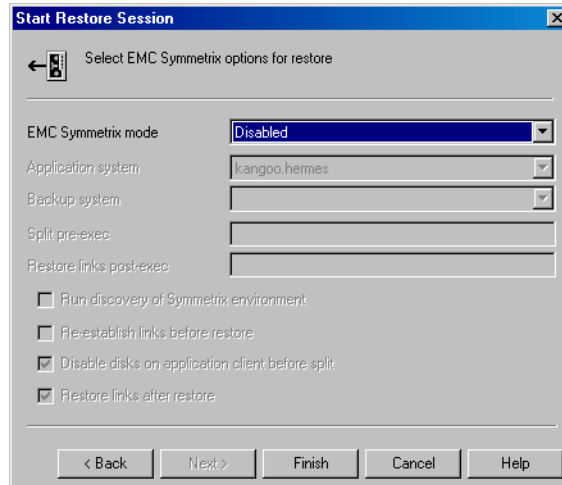 Start Restore Session
Select EMC Symmetrix options for restore
EMC Symmetrix mode Disabled
Application system kangoo.hermes
Backup system
Split pre-exec
Restore links post-exec
Run discovery of Symmetrix environment
Re-establish links before restore
Disable disks on application client before split
Restore links after restore
< Back Next > Finish Cancel Help